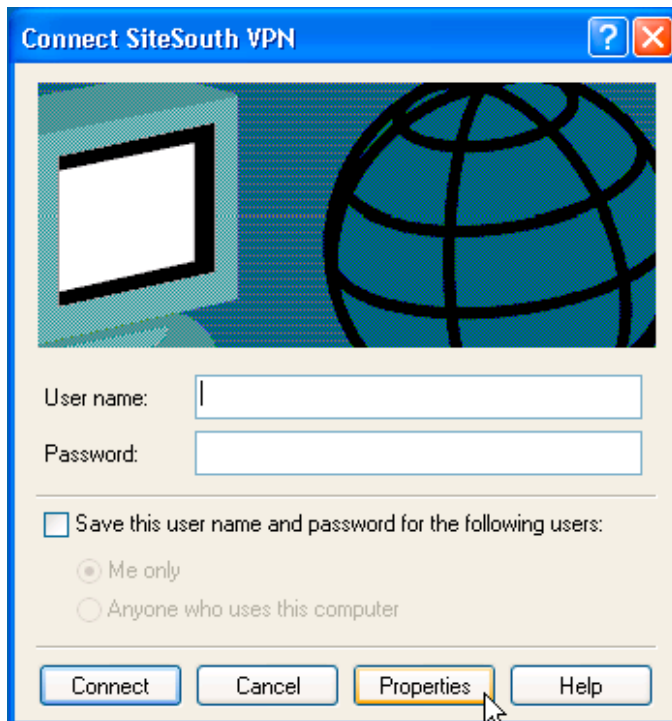 Connect SiteSouth VPN
User name:
Password:
Save this user name and password for the following users:
Me only
Anyone who uses this computer
Connect Cancel Properties Help